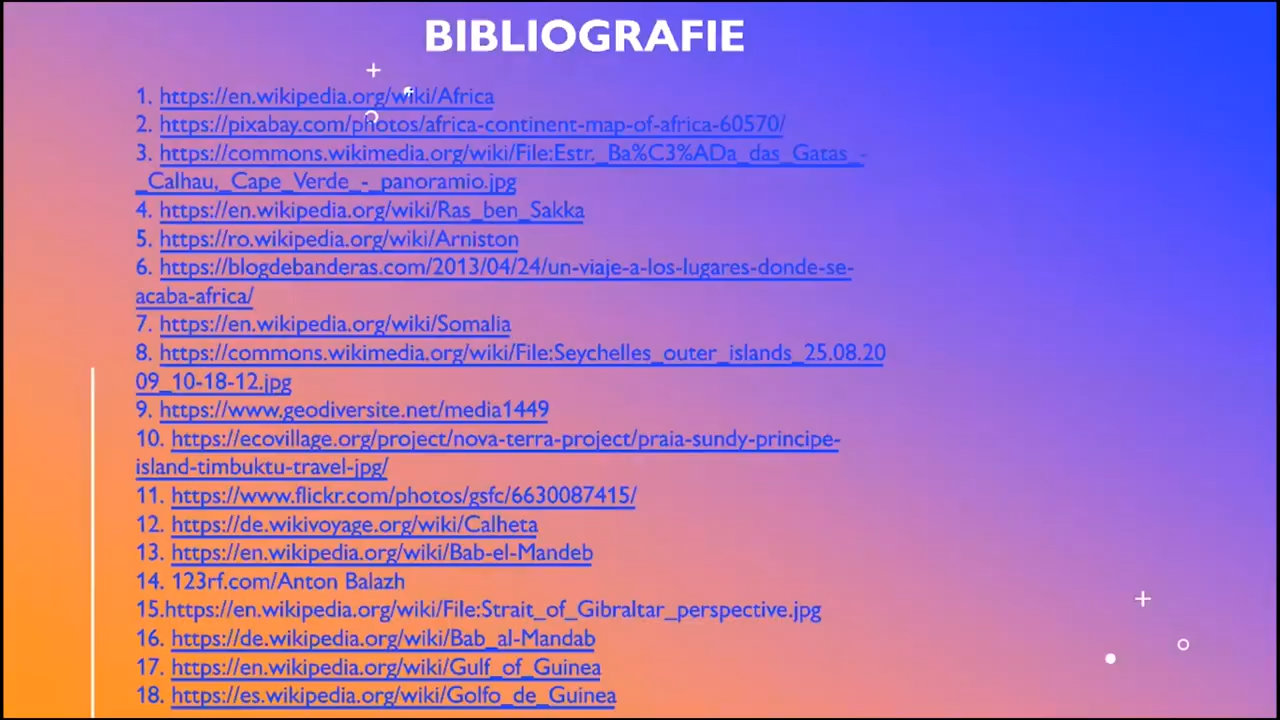 BIBLIOGRAFIE
1. https://en.wikipedia.org/wiki/Africa
2. https://pixabay.com/photos/africa-continent-map-of-africa-60570/
3. https://commons.wikimedia.org/wiki/File:Estr._Ba%C3%ADa_das_Gatas_-
_Calhau,_Cape_Verde_-_panoramio.jpg
4. https://en.wikipedia.org/wiki/Ras_ben_Sakka
5. https://ro.wikipedia.org/wiki/Arniston
6. https://blogdebanderas.com/2013/04/24/un-viaje-a-los-lugares-donde-se-
acaba-africa/
7. https://en.wikipedia.org/wiki/Somalia
8. https://commons.wikimedia.org/wiki/File:Seychelles_outer_islands_25.08.20
09_10-18-12.jpg
9. https://www.geodiversite.net/media1449
10. https://ecovillage.org/project/nova-terra-project/praia-sundy-principe-
island-timbuktu-travel-jpg/
11. https://www.flickr.com/photos/gsfc/6630087415/
12. https://de.wikivoyage.org/wiki/Calheta
13. https://en.wikipedia.org/wiki/Bab-el-Mandeb
14. 123rf.com/Anton Balazh
15.https://en.wikipedia.org/wiki/File:Strait_of_Gibraltar_perspective.jpg
16. https://de.wikipedia.org/wiki/Bab_al-Mandab
17. https://en.wikipedia.org/wiki/Gulf_of_Guinea
18. https://es.wikipedia.org/wiki/Golfo_de_Guinea